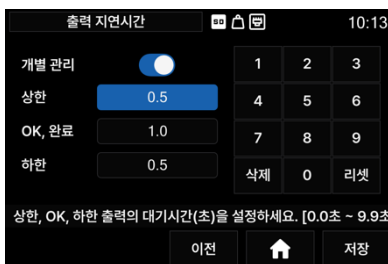 출력 지연시간 SD 10:13
개별 관리
상한 0.5
OK, 완료 1.0
하한 0.5
1 2 3
4 5 6
7 8 9
삭제 0 리셋
상한, OK, 하한 출력의 대기시간(초)을 설정하세요. [0.0초 ~ 9.9초
이전 저장